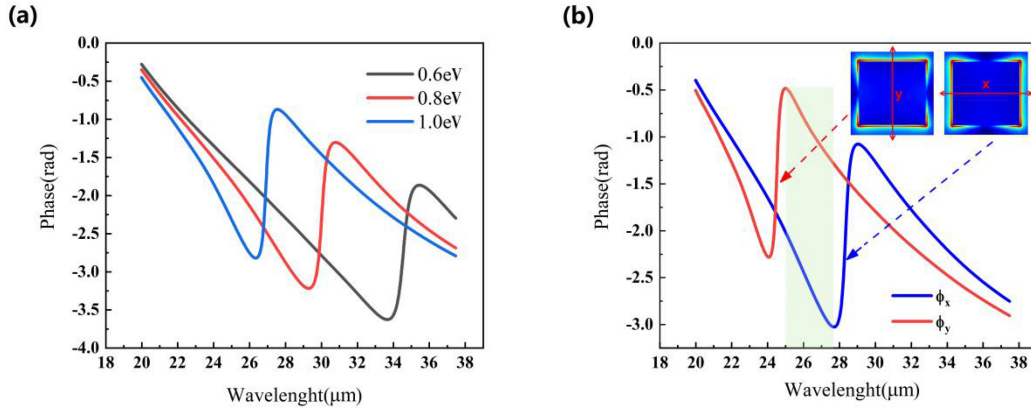 (a)
0.0
-0.5
-1.0
-1.5
-2.0
-2.5
-3.0
-3.5
-4.0
Phase(rad)
0.6eV
0.8eV
1.0eV
18 20 22 24 26 28 30 32 34 36 38
Wavelenght(μm)
(b)
0.0
-0.5
-1.0
-1.5
-2.0
-2.5
-3.0
Phase(rad)
y
x
ϕx
ϕy
18 20 22 24 26 28 30 32 34 36 38
Wavelenght(μm)